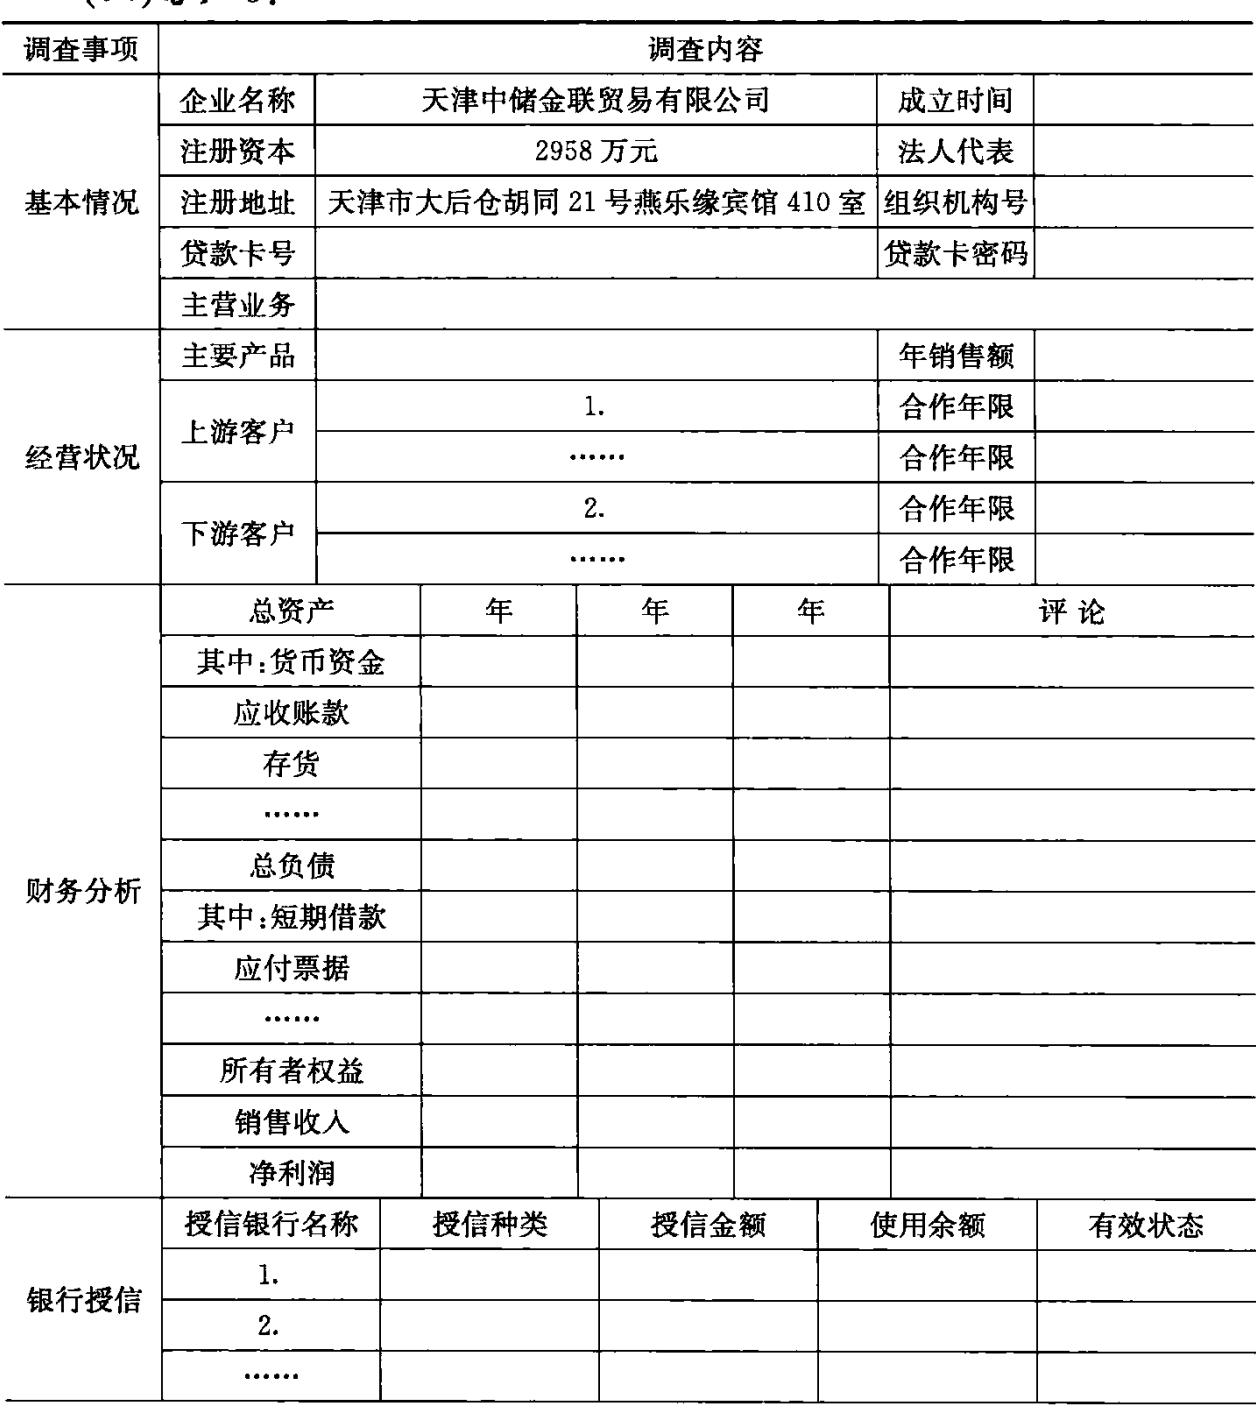 调查事项 调查内容
基本情况 企业名称 天津中储金联贸易有限公司 成立时间
注册资本 2958万元 法人代表
注册地址 天津市大后仓胡同21号燕乐缘宾馆410室 组织机构号
贷款卡号 贷款卡密码
主营业务
经营状况 主要产品 年销售额
上游客户 1. 合作年限
…… 合作年限
下游客户 2. 合作年限
…… 合作年限
财务分析 总资产 年 年 年 评论
其中:货币资金
应收账款
存货
……
总负债
其中:短期借款
应付票据
……
所有者权益
销售收入
净利润
银行授信 授信银行名称 授信种类 授信金额 使用余额 有效状态
1.
2.
……